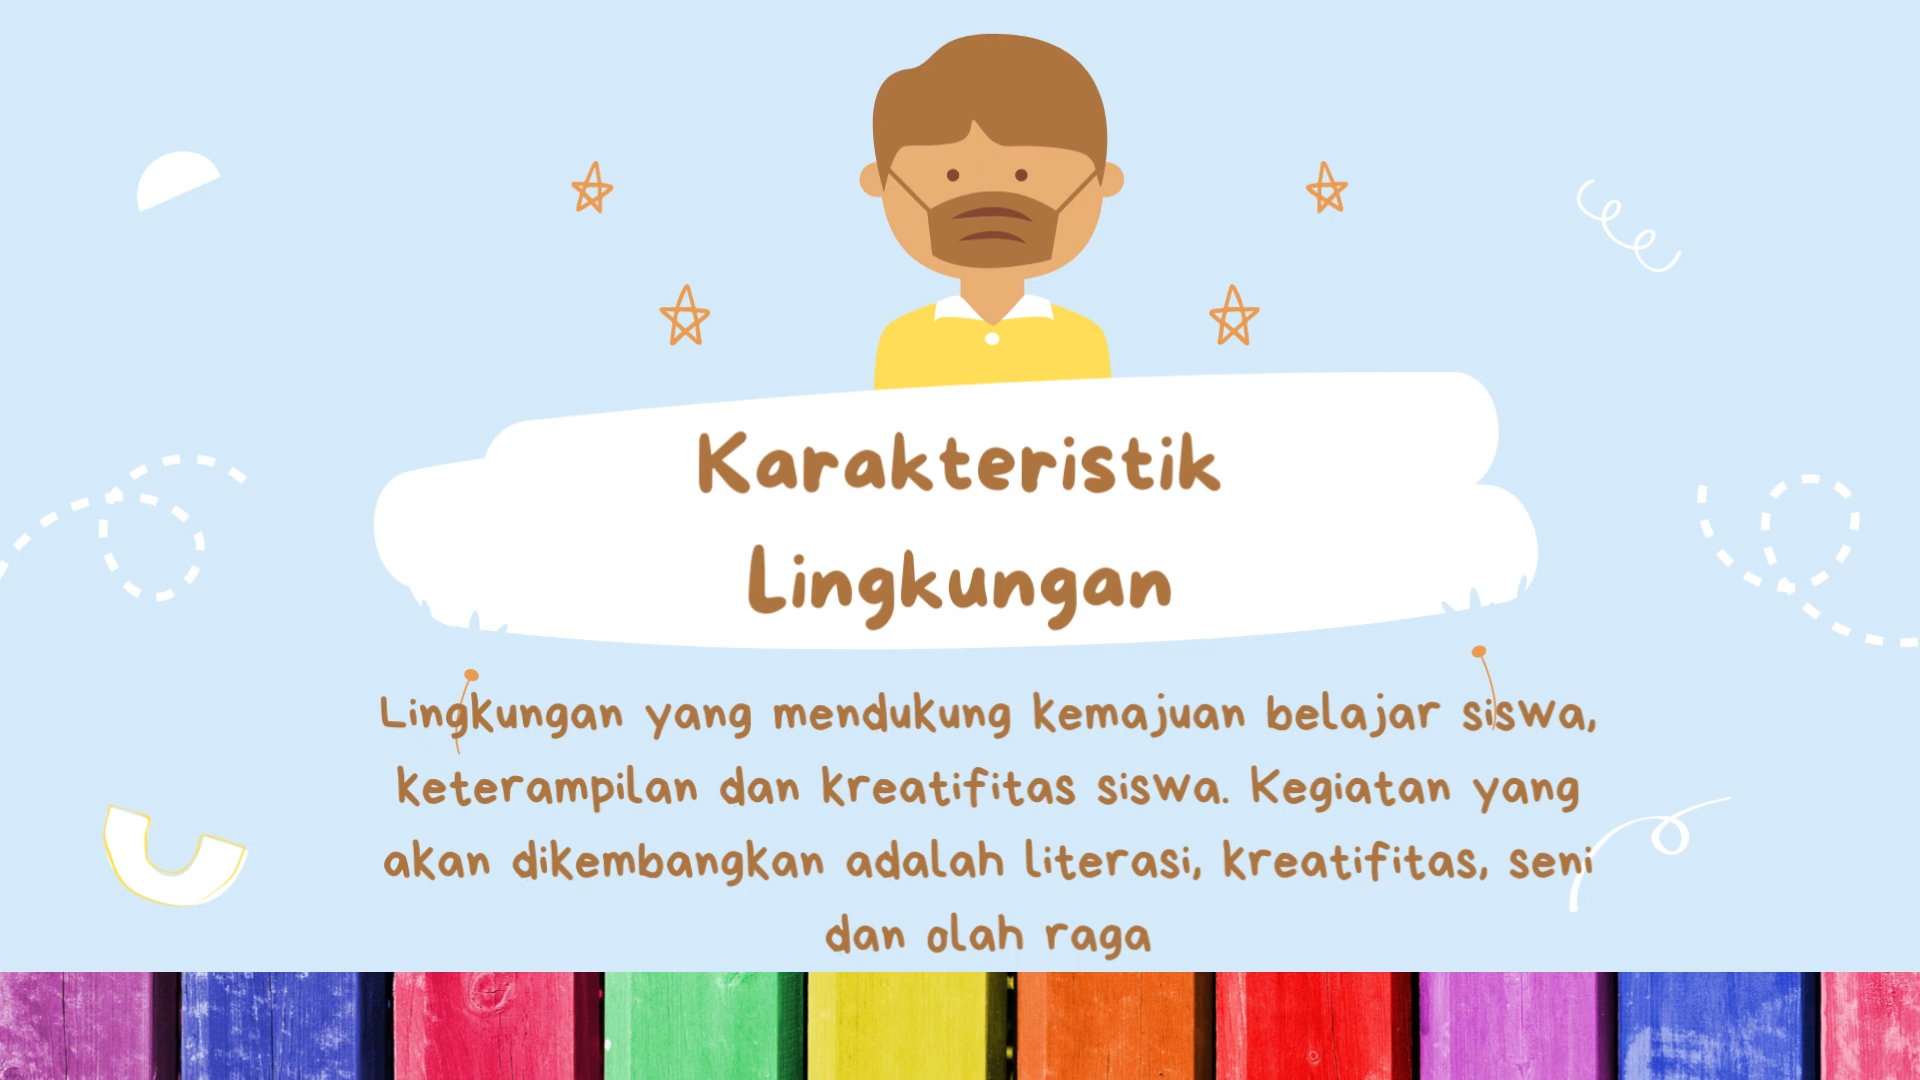 Karakteristik
Lingkungan
Lingkungan yang mendukung kemajuan belajar siswa,
keterampilan dan kreatifitas siswa. Kegiatan yang
akan dikembangkan adalah literasi, kreatifitas, seni
dan olah raga